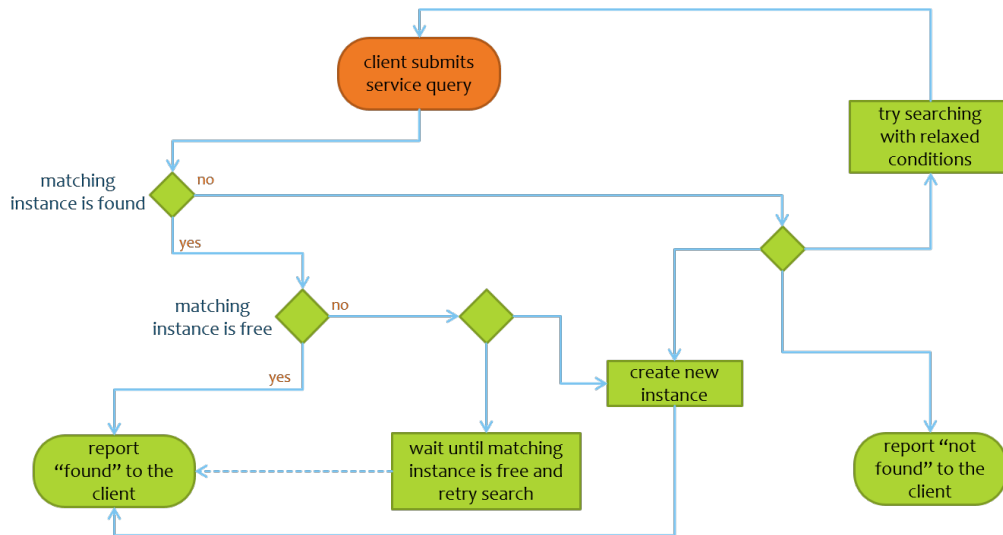 client submits
service query
try searching
with relaxed
conditions
matching
instance is found
no
yes
matching
instance is free
no
yes
create new
instance
report
“found” to the
client
wait until matching
instance is free and
retry search
report “not
found” to the
client